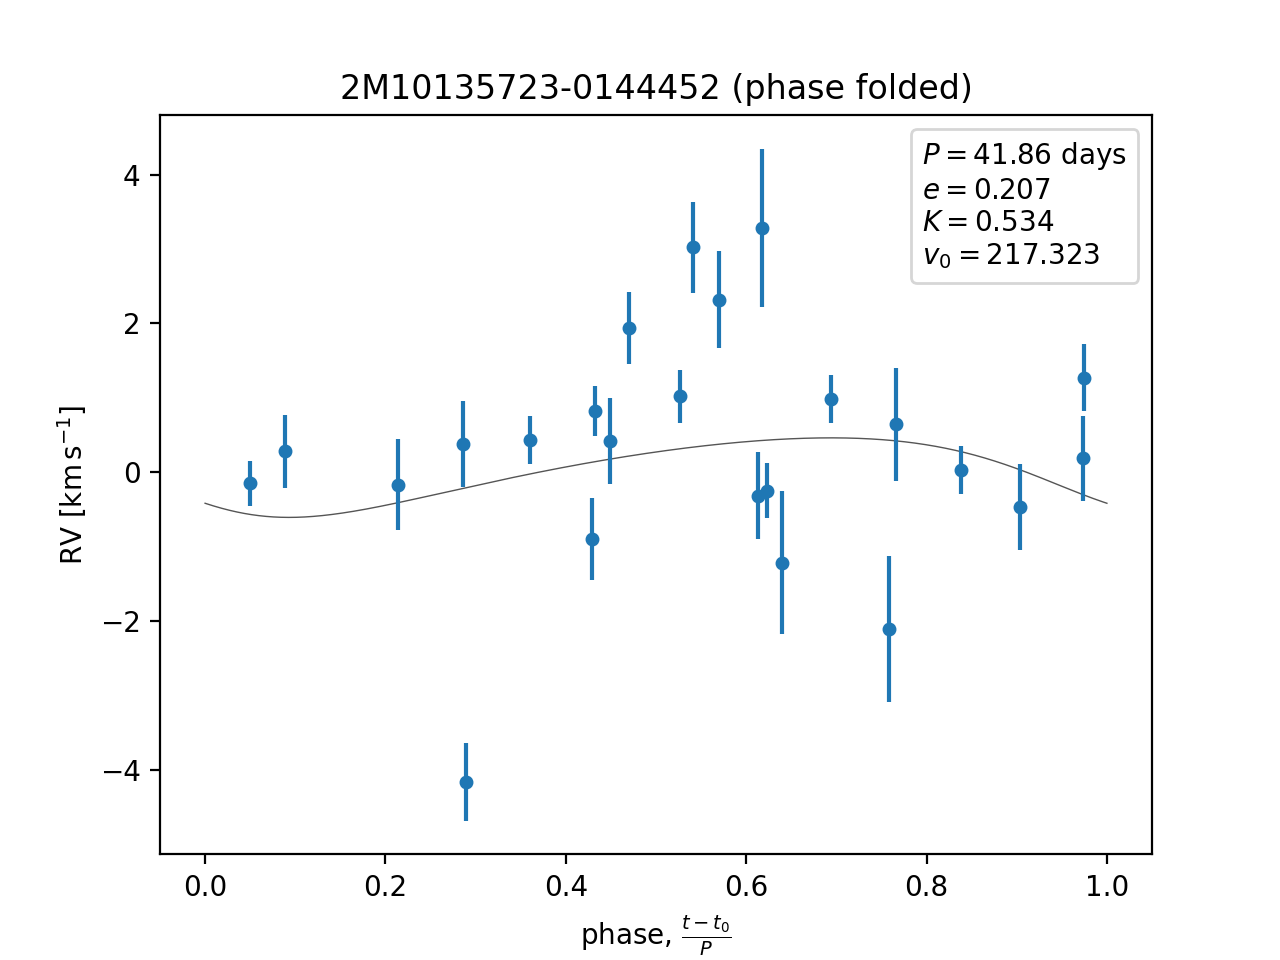 2M10135723-0144452 (phase folded)
P = 41.86 days
e = 0.207
K = 0.534
v₀ = 217.323
RV [km s⁻¹]
4
2
0
−2
−4
0.0 0.2 0.4 0.6 0.8 1.0
phase, (t − t₀)/P